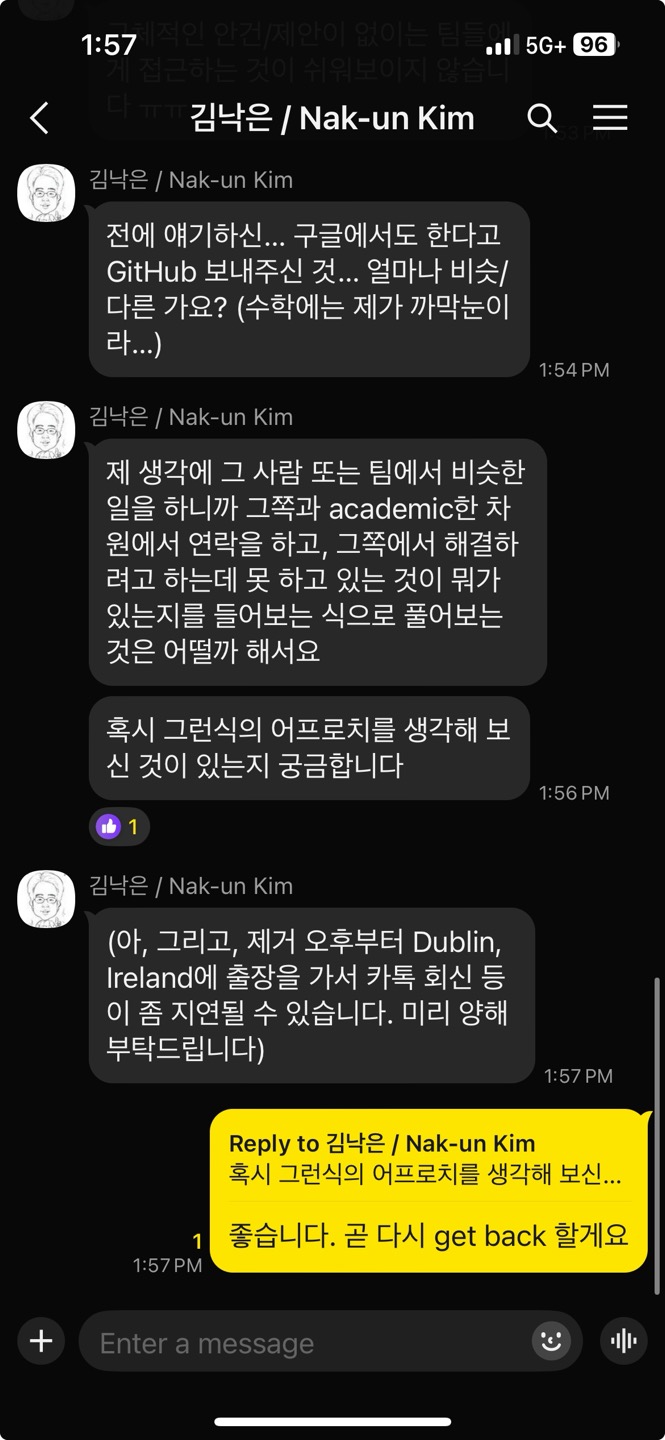 구체적인 안건/제안이 없이는 팀들에
게 접근하는 것이 쉬워보이지 않습니
다 ㅠㅠ
1:57
5G+ 96
김낙은 / Nak-un Kim
김낙은 / Nak-un Kim
전에 얘기하신... 구글에서도 한다고
GitHub 보내주신 것... 얼마나 비슷/
다른 가요? (수학에는 제가 까막눈이
라...)
1:54 PM
김낙은 / Nak-un Kim
제 생각에 그 사람 또는 팀에서 비슷한
일을 하니까 그쪽과 academic한 차
원에서 연락을 하고, 그쪽에서 해결하
려고 하는데 못 하고 있는 것이 뭐가
있는지를 들어보는 식으로 풀어보는
것은 어떨까 해서요
혹시 그런식의 어프로치를 생각해 보
신 것이 있는지 궁금합니다
1:56 PM
1
김낙은 / Nak-un Kim
(아, 그리고, 제거 오후부터 Dublin,
Ireland에 출장을 가서 카톡 회신 등
이 좀 지연될 수 있습니다. 미리 양해
부탁드립니다)
1:57 PM
Reply to 김낙은 / Nak-un Kim
혹시 그런식의 어프로치를 생각해 보신...
좋습니다. 곧 다시 get back 할게요
1
1:57 PM
Enter a message